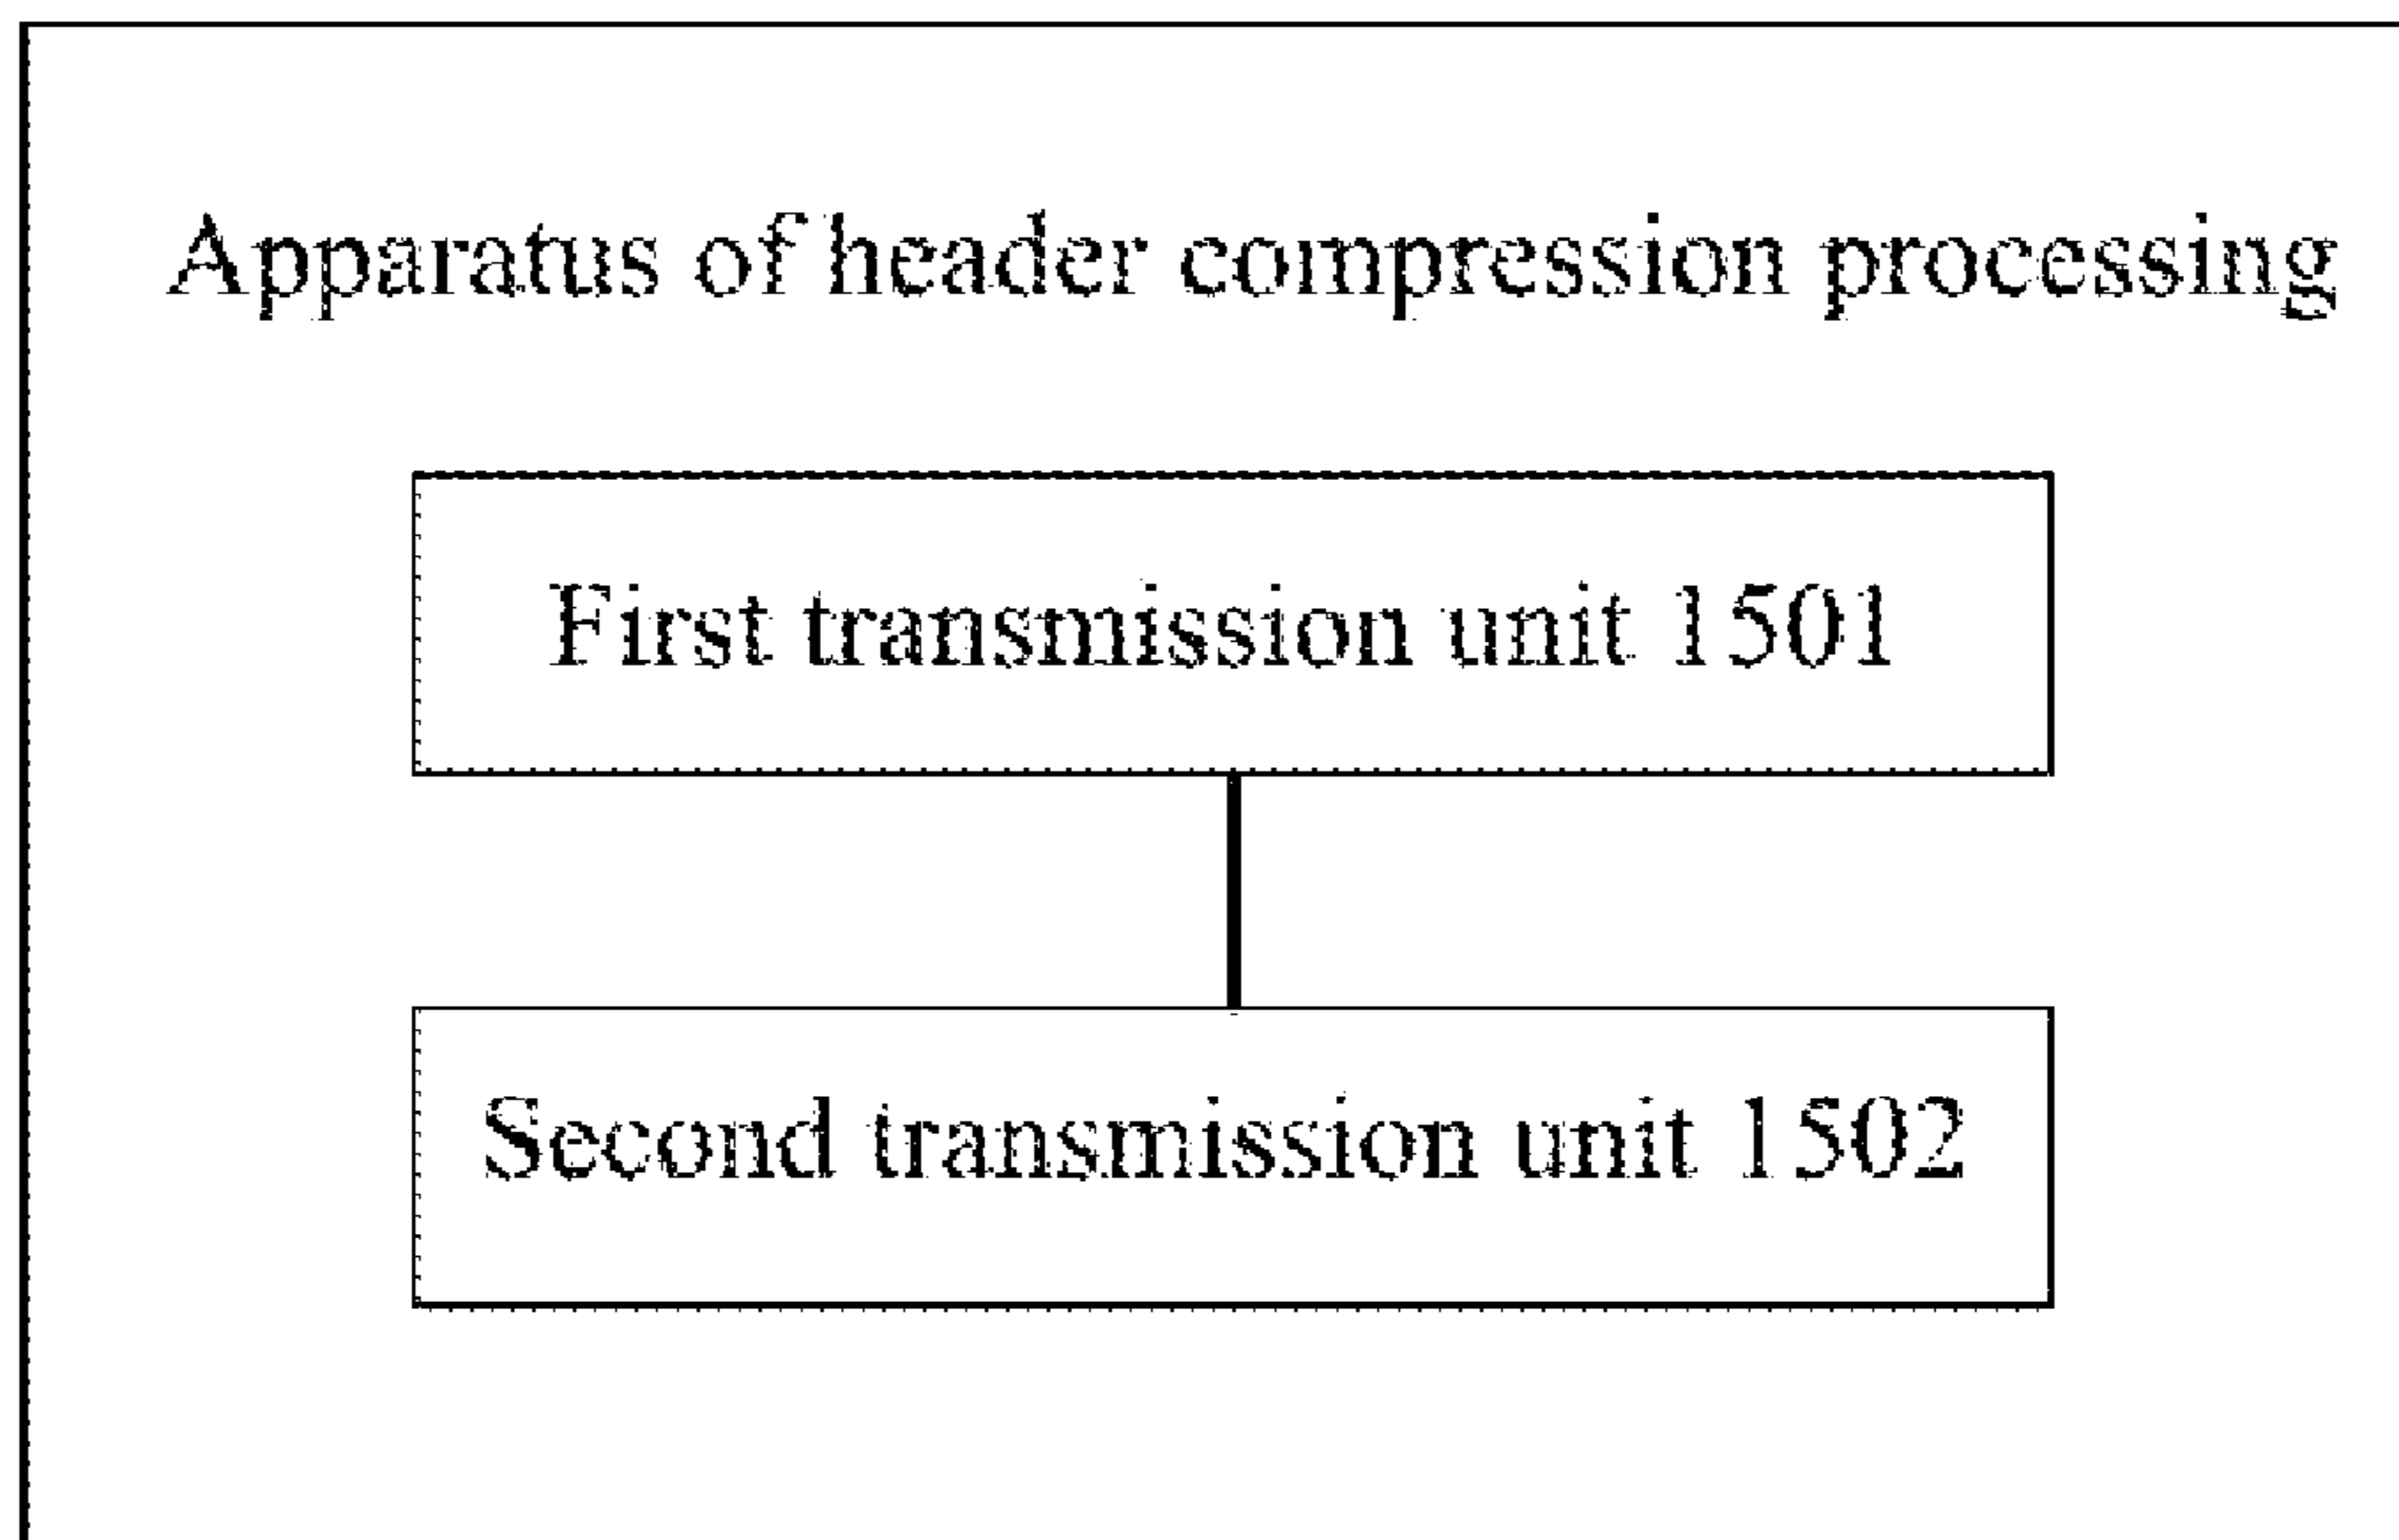 Apparatus of header compression processing
First transmission unit 1501
Second transmission unit 1502